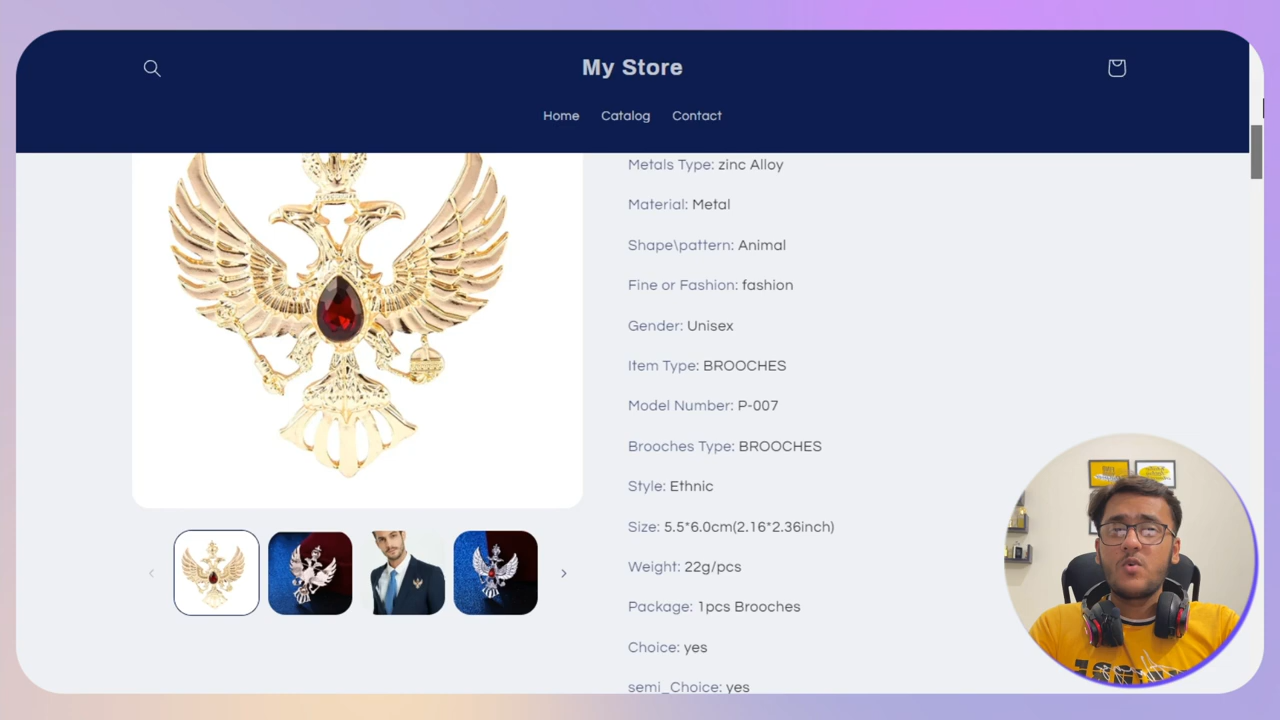 My Store
Home Catalog Contact
Metals Type: zinc Alloy
Material: Metal
Shape\pattern: Animal
Fine or Fashion: fashion
Gender: Unisex
Item Type: BROOCHES
Model Number: P-007
Brooches Type: BROOCHES
Style: Ethnic
Size: 5.5*6.0cm(2.16*2.36inch)
Weight: 22g/pcs
Package: 1pcs Brooches
Choice: yes
semi_Choice: yes